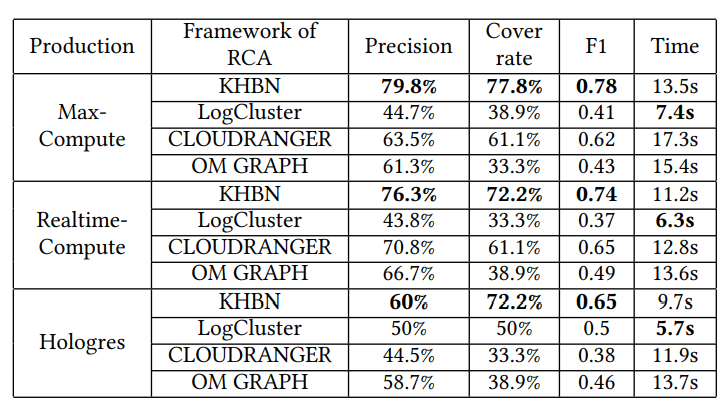 Production Framework of RCA Precision Cover rate F1 Time
Max-Compute KHBN 79.8% 77.8% 0.78 13.5s
LogCluster 44.7% 38.9% 0.41 7.4s
CLOUDRANGER 63.5% 61.1% 0.62 17.3s
OM GRAPH 61.3% 33.3% 0.43 15.4s
Realtime-Compute KHBN 76.3% 72.2% 0.74 11.2s
LogCluster 43.8% 33.3% 0.37 6.3s
CLOUDRANGER 70.8% 61.1% 0.65 12.8s
OM GRAPH 66.7% 38.9% 0.49 13.6s
Hologres KHBN 60% 72.2% 0.65 9.7s
LogCluster 50% 50% 0.5 5.7s
CLOUDRANGER 44.5% 33.3% 0.38 11.9s
OM GRAPH 58.7% 38.9% 0.46 13.7s